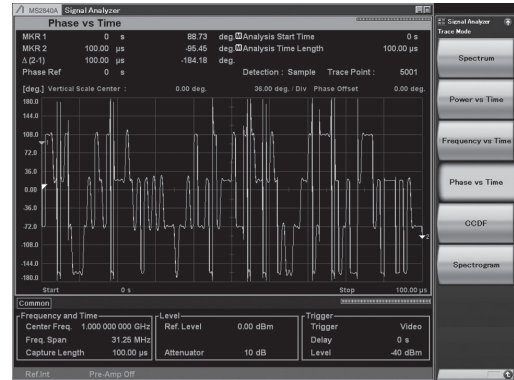 MS2840A Signal Analyzer
Phase vs Time
MKR 1 0 s 88.73 deg. M Analysis Start Time 0 s
MKR 2 100.00 µs -95.45 deg. M Analysis Time Length 100.00 µs
Δ (2-1) 100.00 µs -184.18 deg.
Phase Ref 0 s Detection : Sample Trace Point : 5001
[deg.] Vertical Scale Center : 0.00 deg. 36.00 deg. / Div Phase Offset 0.00 deg.
180.0
144.0
108.0
72.0
36.0
0.00
-36.0
-72.0
-108.0
-144.0
-180.0
1
2
Start 0 s Stop 100.00 µs
Common
Frequency and Time
Center Freq. 1.000 000 000 GHz
Freq. Span 31.25 MHz
Capture Length 100.00 µs
Level
Ref. Level 0.00 dBm
Attenuator 10 dB
Trigger
Trigger Video
Delay 0 s
Level -40 dBm
Ref.Int Pre-Amp Off
Signal Analyzer
Trace Mode
Spectrum
Power vs Time
Frequency vs Time
Phase vs Time
CCDF
Spectrogram